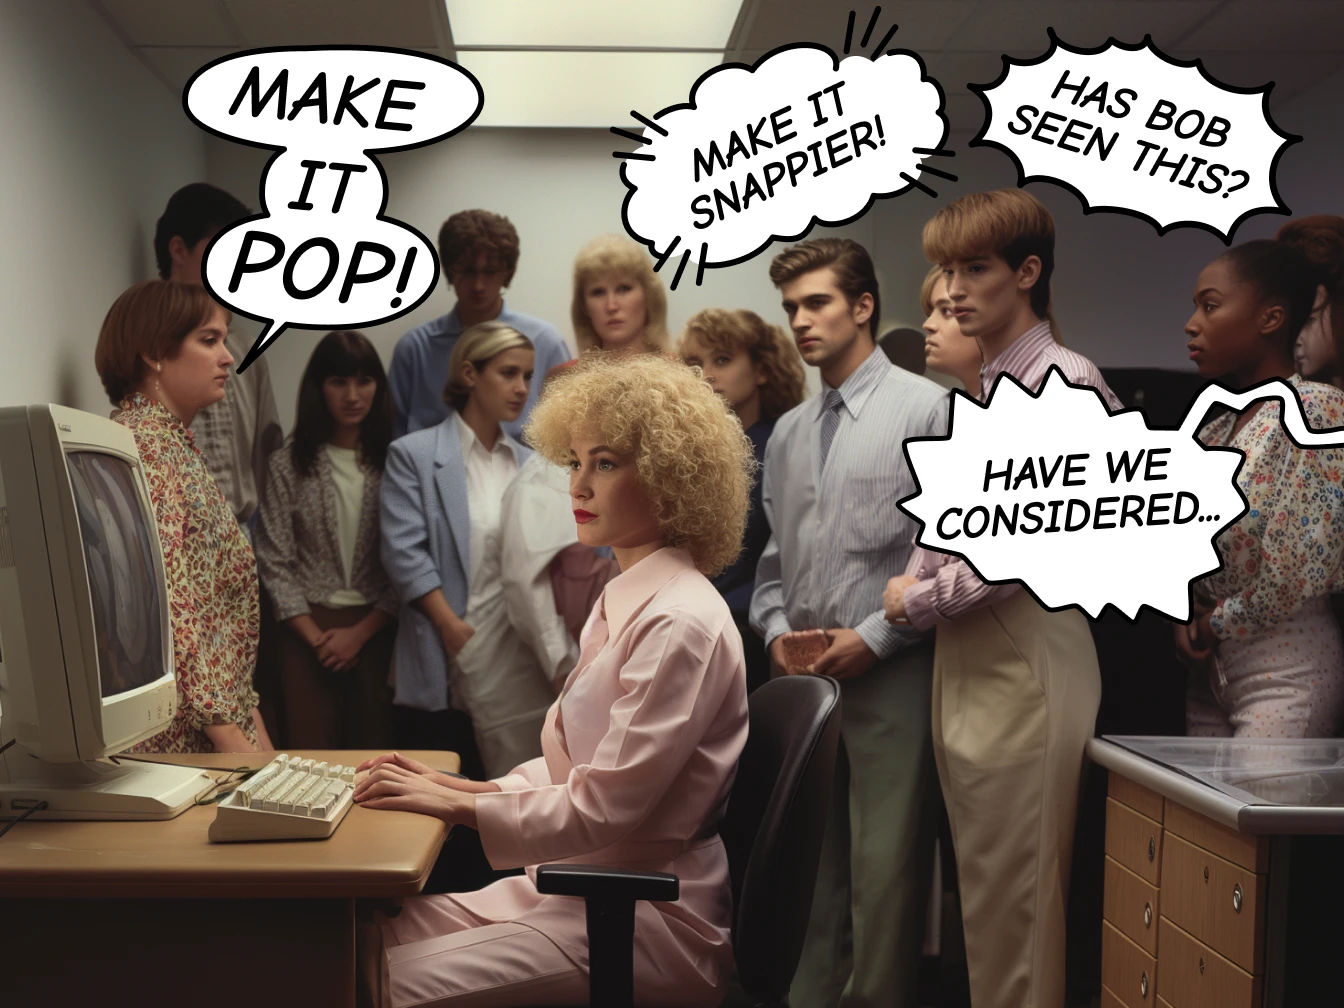 MAKE
IT
POP!
MAKE IT
SNAPPIER!
HAS BOB
SEEN THIS?
HAVE WE
CONSIDERED...